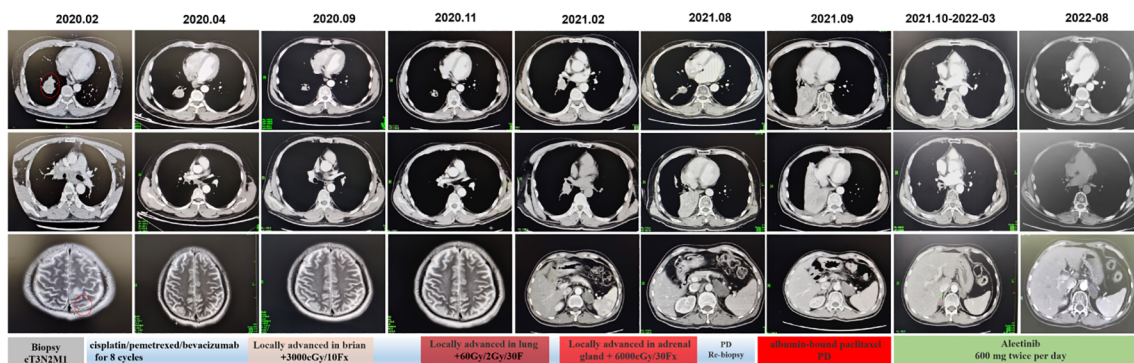 2020.02 2020.04 2020.09 2020.11 2021.02 2021.08 2021.09 2021.10-2022-03 2022-08
Biopsy
cT3N2M1
cisplatin/pemetrexed/bevacizumab
for 8 cycles
Locally advanced in brian
+3000cGy/10Fx
Locally advanced in lung
+60Gy/2Gy/30F
Locally advanced in adrenal
gland + 6000cGy/30Fx
PD
Re-biopsy
albumin-bound paclitaxel
PD
Alectinib
600 mg twice per day